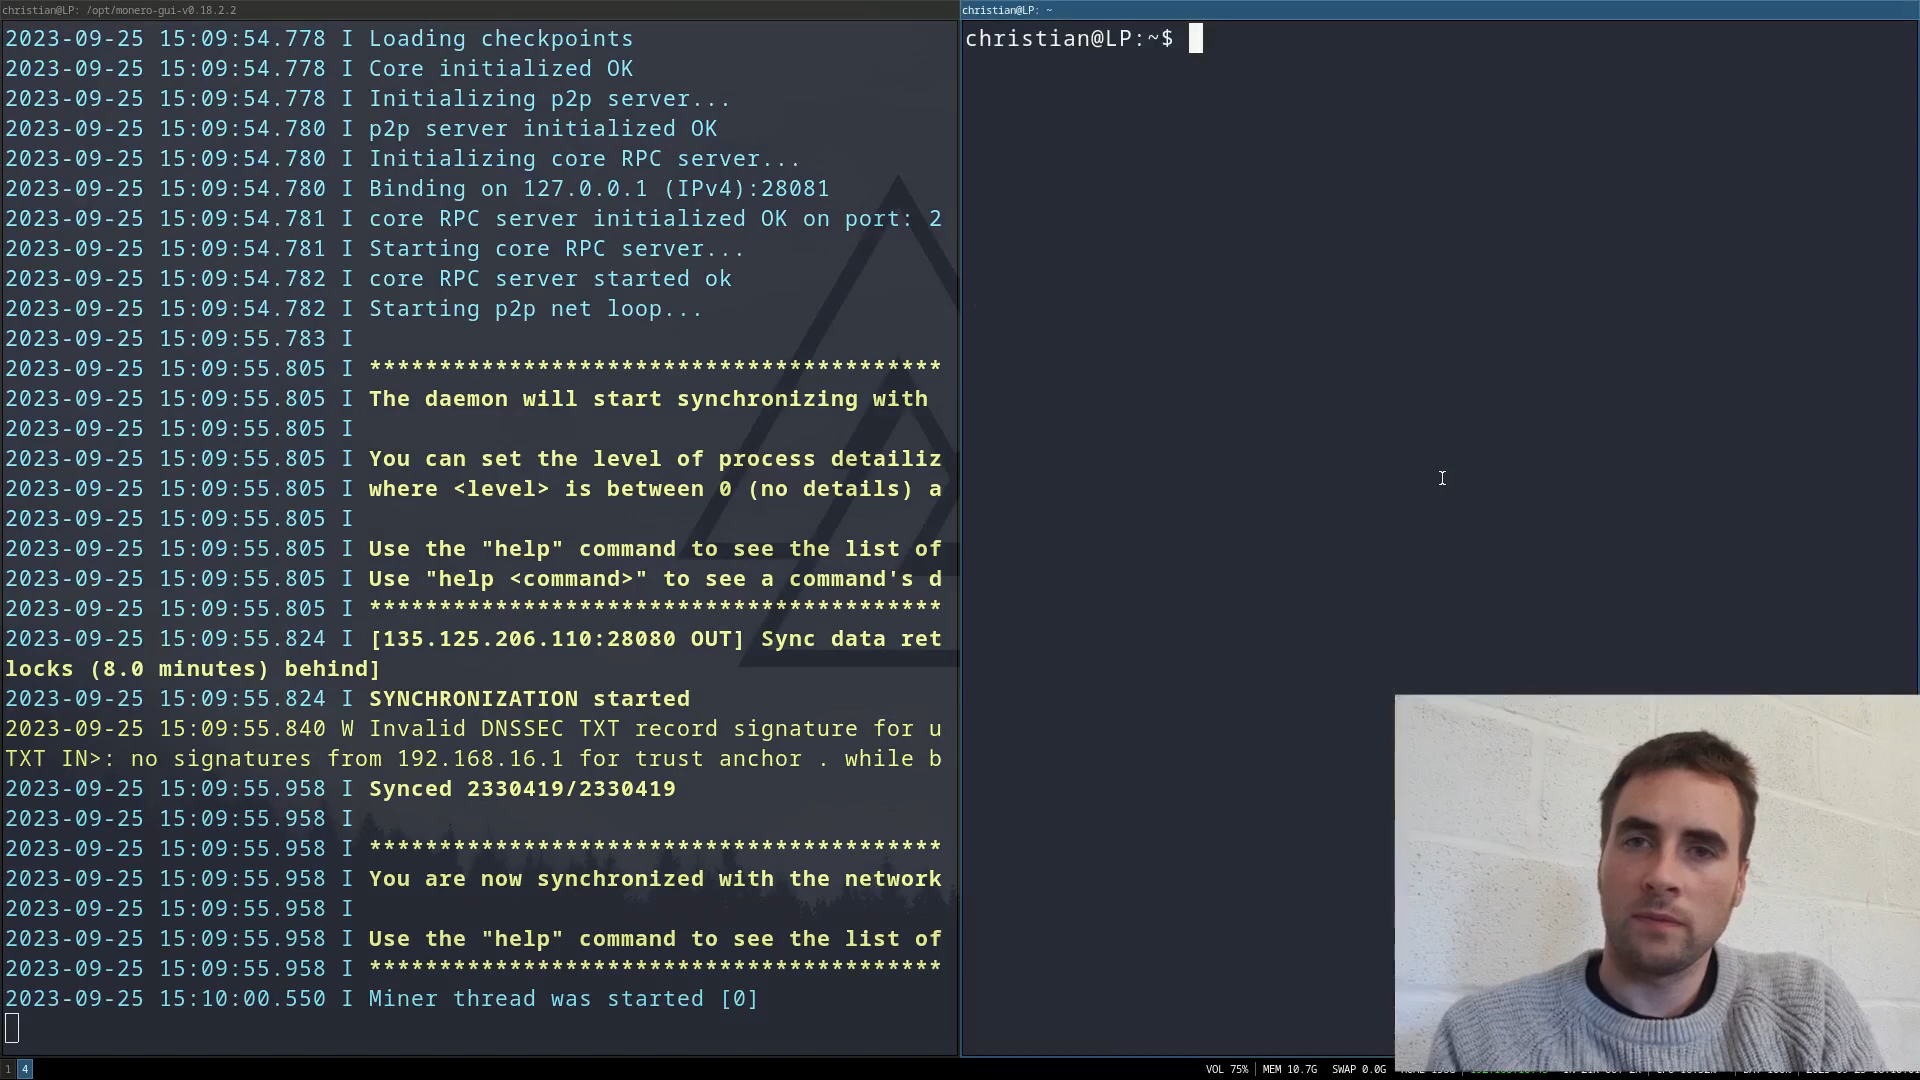 christian@LP: /opt/monero-gui-v0.18.2.2
2023-09-25 15:09:54.778 I Loading checkpoints
2023-09-25 15:09:54.778 I Core initialized OK
2023-09-25 15:09:54.778 I Initializing p2p server...
2023-09-25 15:09:54.780 I p2p server initialized OK
2023-09-25 15:09:54.780 I Initializing core RPC server...
2023-09-25 15:09:54.780 I Binding on 127.0.0.1 (IPv4):28081
2023-09-25 15:09:54.781 I core RPC server initialized OK on port: 2
2023-09-25 15:09:54.781 I Starting core RPC server...
2023-09-25 15:09:54.782 I core RPC server started ok
2023-09-25 15:09:54.782 I Starting p2p net loop...
2023-09-25 15:09:55.783 I
2023-09-25 15:09:55.805 I *****************************************
2023-09-25 15:09:55.805 I The daemon will start synchronizing with
2023-09-25 15:09:55.805 I
2023-09-25 15:09:55.805 I You can set the level of process detailiz
2023-09-25 15:09:55.805 I where <level> is between 0 (no details) a
2023-09-25 15:09:55.805 I
2023-09-25 15:09:55.805 I Use the "help" command to see the list of
2023-09-25 15:09:55.805 I Use "help <command>" to see a command's d
2023-09-25 15:09:55.805 I *****************************************
2023-09-25 15:09:55.824 I [135.125.206.110:28080 OUT] Sync data ret
locks (8.0 minutes) behind]
2023-09-25 15:09:55.824 I SYNCHRONIZATION started
2023-09-25 15:09:55.840 W Invalid DNSSEC TXT record signature for u
TXT IN>: no signatures from 192.168.16.1 for trust anchor . while b
2023-09-25 15:09:55.958 I Synced 2330419/2330419
2023-09-25 15:09:55.958 I
2023-09-25 15:09:55.958 I *****************************************
2023-09-25 15:09:55.958 I You are now synchronized with the network
2023-09-25 15:09:55.958 I
2023-09-25 15:09:55.958 I Use the "help" command to see the list of
2023-09-25 15:09:55.958 I *****************************************
2023-09-25 15:10:00.550 I Miner thread was started [0]
christian@LP: ~
christian@LP:~$
1 4
VOL 75% | MEM 10.7G | SWAP 0.0G